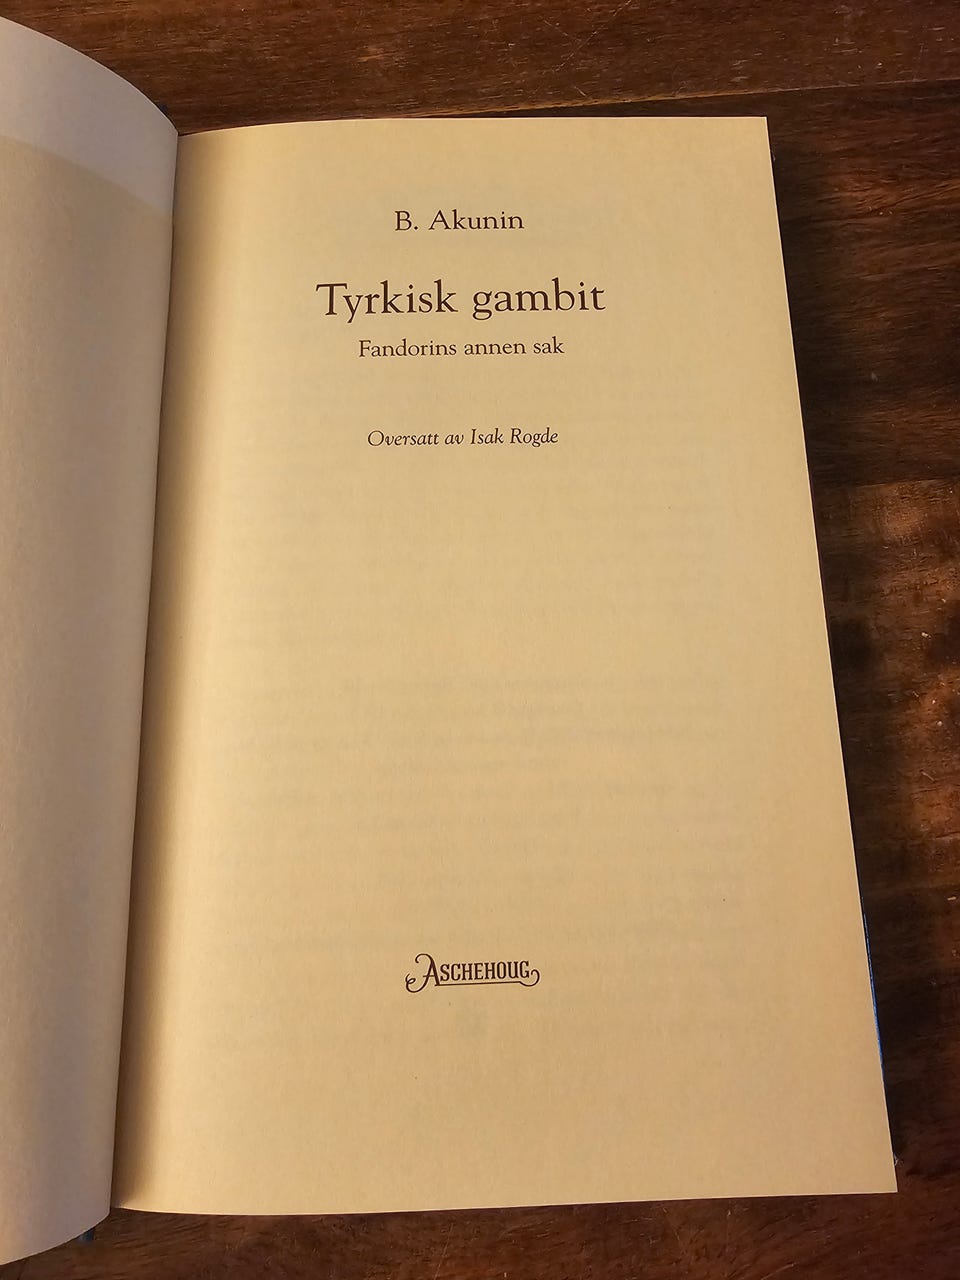 B. Akunin
Tyrkisk gambit
Fandorins annen sak
Oversatt av Isak Rogde
ASCHEHOUG